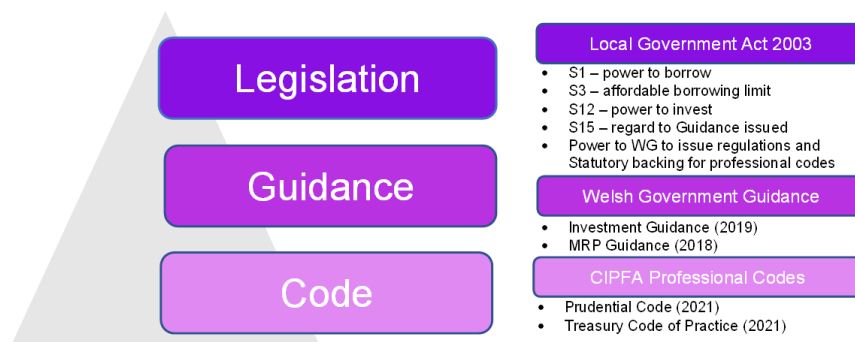 Legislation
Local Government Act 2003
• S1 – power to borrow
• S3 – affordable borrowing limit
• S12 – power to invest
• S15 – regard to Guidance issued
• Power to WG to issue regulations and
Statutory backing for professional codes
Guidance
Welsh Government Guidance
• Investment Guidance (2019)
• MRP Guidance (2018)
Code
CIPFA Professional Codes
• Prudential Code (2021)
• Treasury Code of Practice (2021)